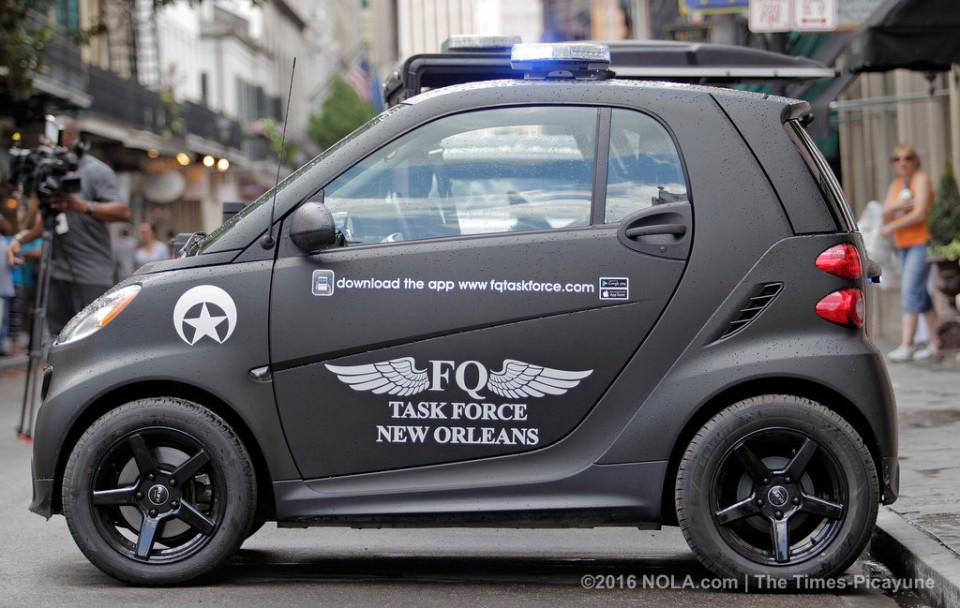 download the app www.fqtaskforce.com
FQ
TASK FORCE
NEW ORLEANS
©2016 NOLA.com | The Times-Picayune